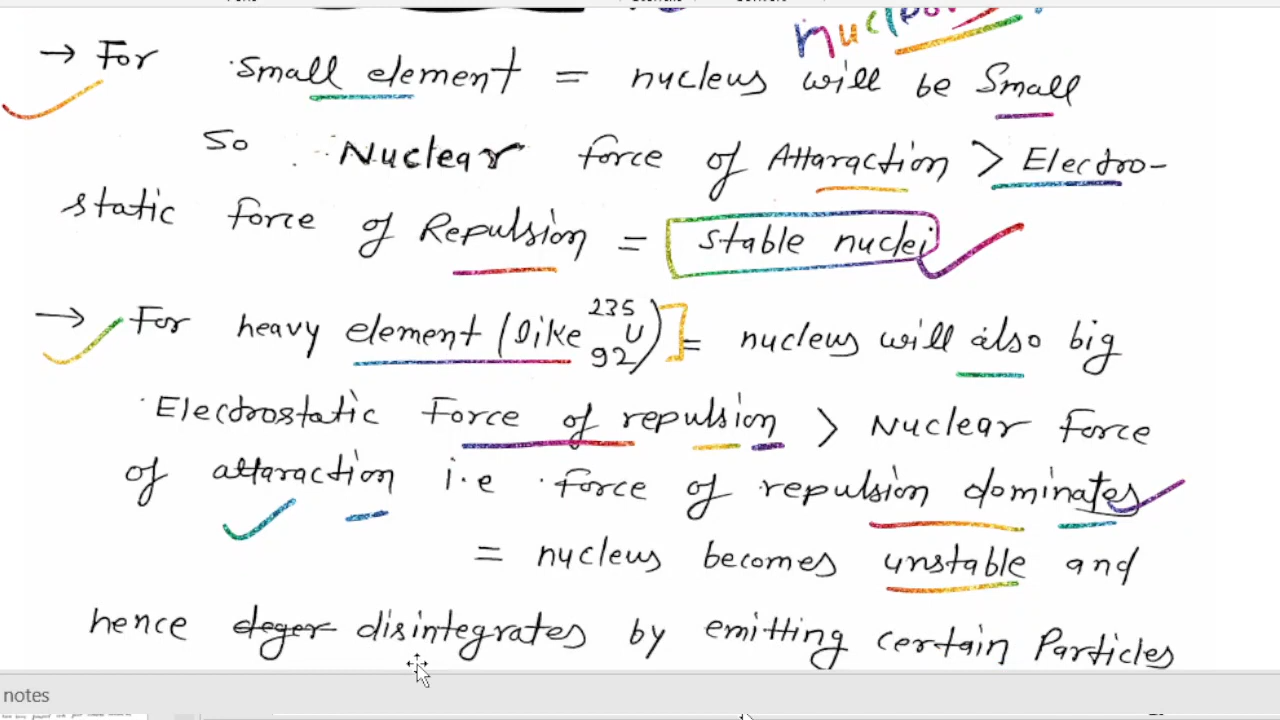 nucleus
→ For Small element = nucleus will be Small
So Nuclear force of Attaraction > Electro-
static force of Repulsion = stable nuclei
→ For heavy element (like 235 92 U) = nucleus will also big
Electrostatic Force of repulsion > Nuclear Force
of attaraction i.e force of repulsion dominates
= nucleus becomes unstable and
hence deger disintegrates by emitting certain Particles
notes